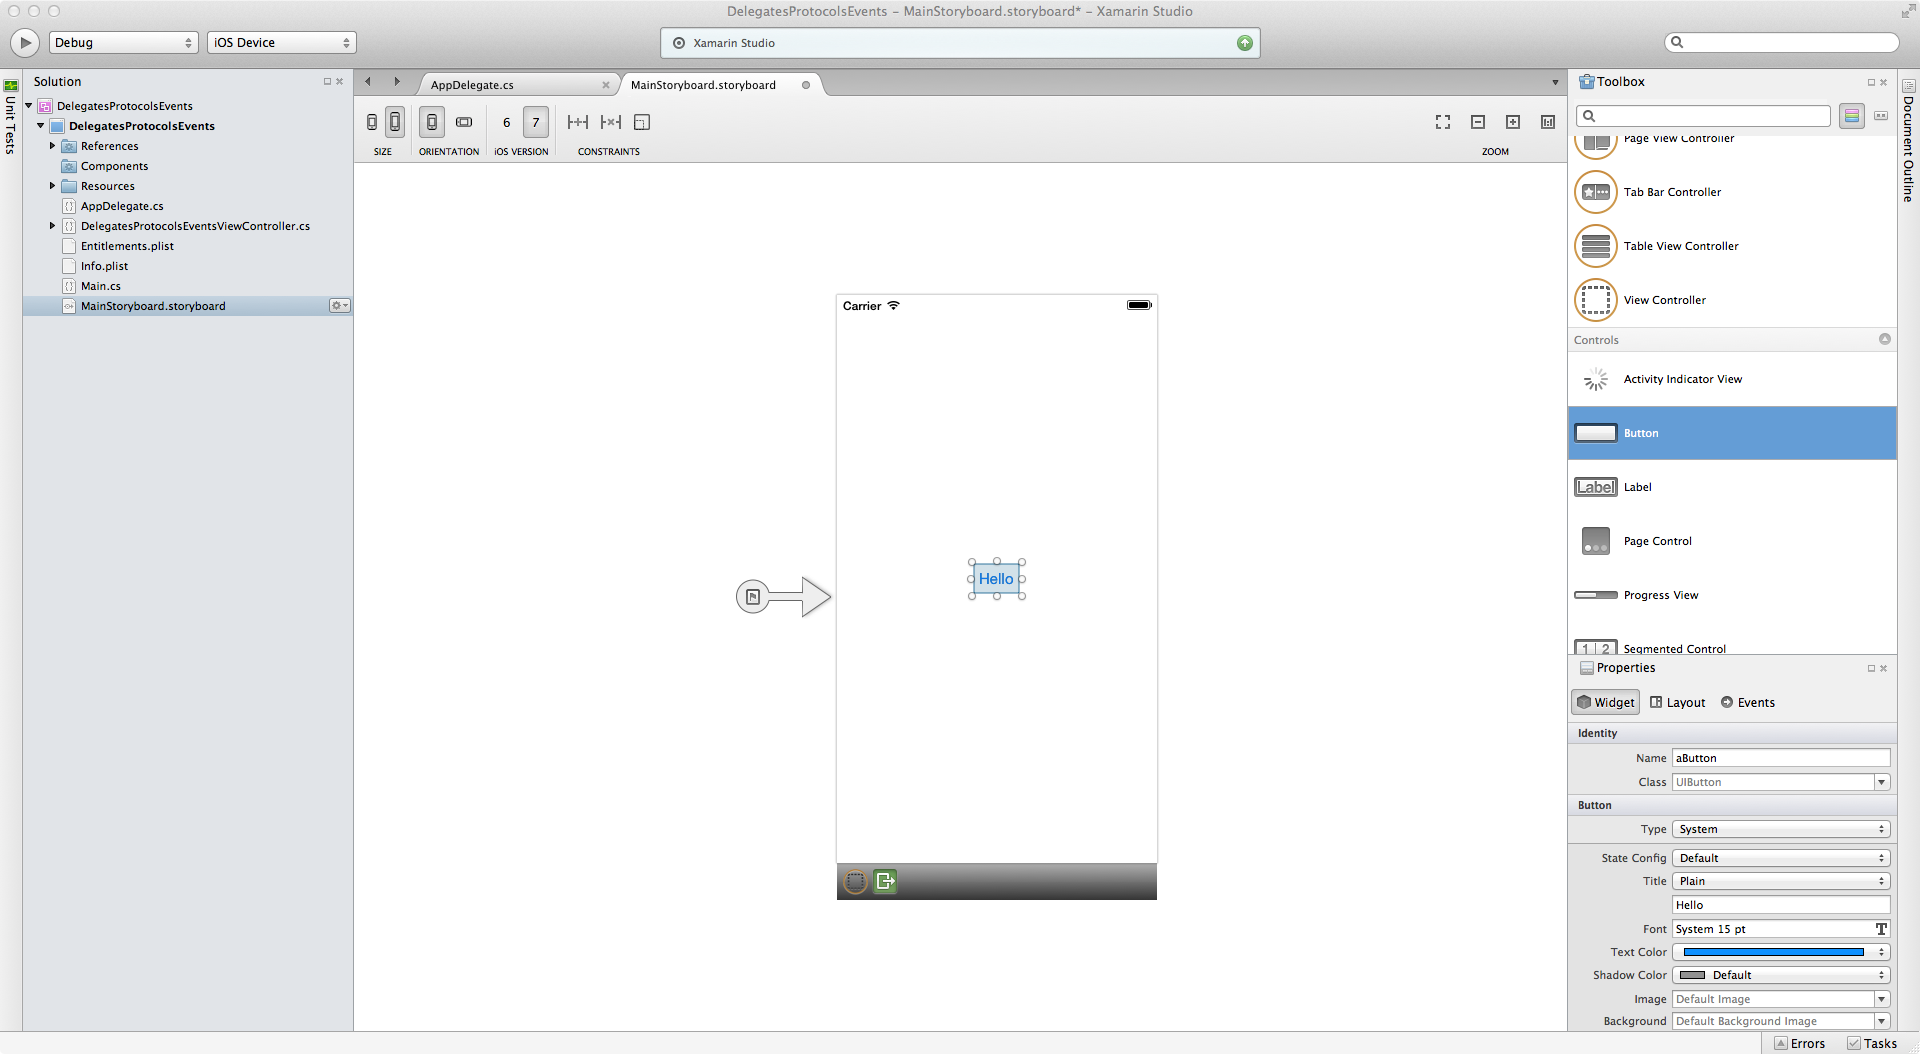 DelegatesProtocolsEvents – MainStoryboard.storyboard* – Xamarin Studio
Debug
iOS Device
Xamarin Studio
Unit Tests
Solution
DelegatesProtocolsEvents
DelegatesProtocolsEvents
References
Components
Resources
AppDelegate.cs
DelegatesProtocolsEventsViewController.cs
Entitlements.plist
Info.plist
Main.cs
MainStoryboard.storyboard
AppDelegate.cs
MainStoryboard.storyboard
6
7
SIZE
ORIENTATION
iOS VERSION
CONSTRAINTS
ZOOM
Carrier
Hello
Toolbox
Page View Controller
Tab Bar Controller
Table View Controller
View Controller
Controls
Activity Indicator View
Button
Label
Label
Page Control
Progress View
1 2
Segmented Control
Properties
Widget
Layout
Events
Identity
Name
aButton
Class
UIButton
Button
Type
System
State Config
Default
Title
Plain
Hello
Font
System 15 pt
T
Text Color
Shadow Color
Default
Image
Default Image
Background
Default Background Image
Document Outline
Errors
Tasks